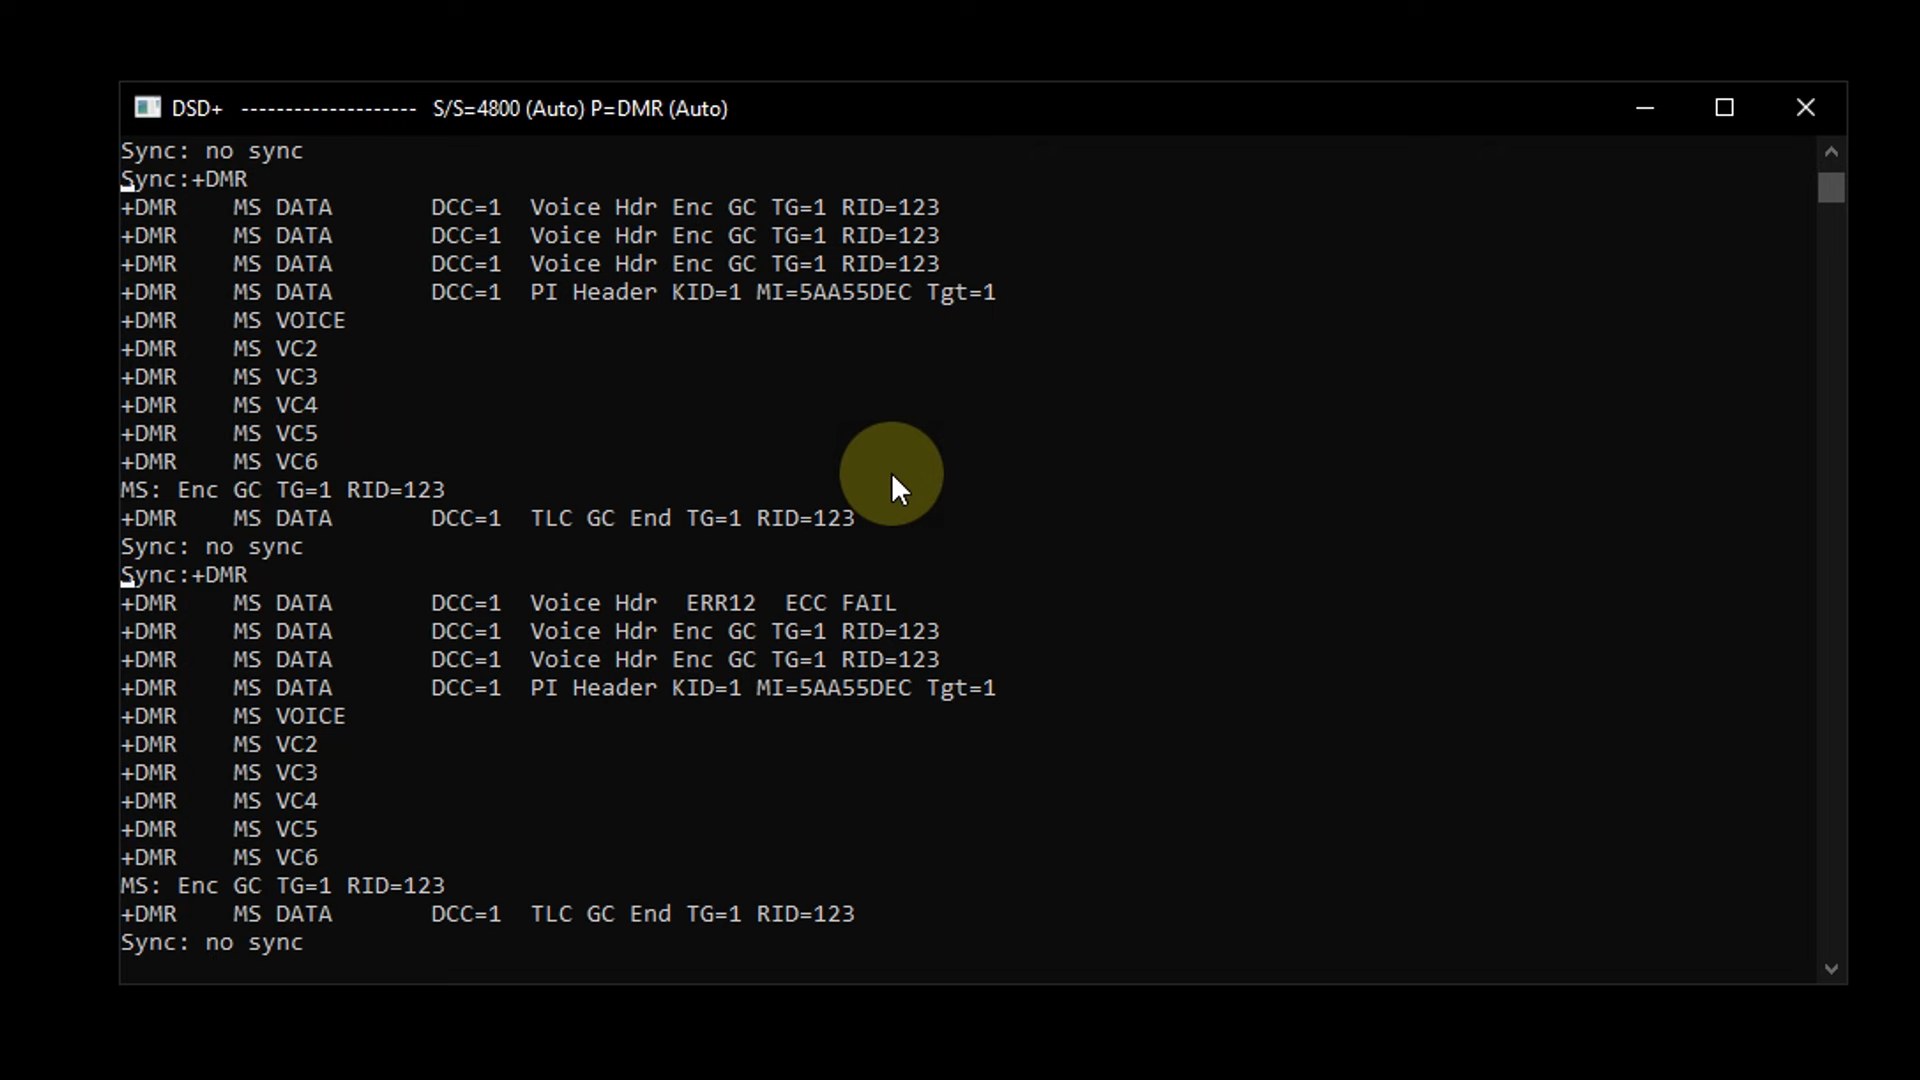 DSD+ -------------------- S/S=4800 (Auto) P=DMR (Auto)
Sync: no sync
Sync:+DMR
+DMR    MS DATA       DCC=1  Voice Hdr Enc GC TG=1 RID=123
+DMR    MS DATA       DCC=1  Voice Hdr Enc GC TG=1 RID=123
+DMR    MS DATA       DCC=1  Voice Hdr Enc GC TG=1 RID=123
+DMR    MS DATA       DCC=1  PI Header KID=1 MI=5AA55DEC Tgt=1
+DMR    MS VOICE
+DMR    MS VC2
+DMR    MS VC3
+DMR    MS VC4
+DMR    MS VC5
+DMR    MS VC6
MS: Enc GC TG=1 RID=123
+DMR    MS DATA       DCC=1  TLC GC End TG=1 RID=123
Sync: no sync
Sync:+DMR
+DMR    MS DATA       DCC=1  Voice Hdr  ERR12  ECC FAIL
+DMR    MS DATA       DCC=1  Voice Hdr Enc GC TG=1 RID=123
+DMR    MS DATA       DCC=1  Voice Hdr Enc GC TG=1 RID=123
+DMR    MS DATA       DCC=1  PI Header KID=1 MI=5AA55DEC Tgt=1
+DMR    MS VOICE
+DMR    MS VC2
+DMR    MS VC3
+DMR    MS VC4
+DMR    MS VC5
+DMR    MS VC6
MS: Enc GC TG=1 RID=123
+DMR    MS DATA       DCC=1  TLC GC End TG=1 RID=123
Sync: no sync